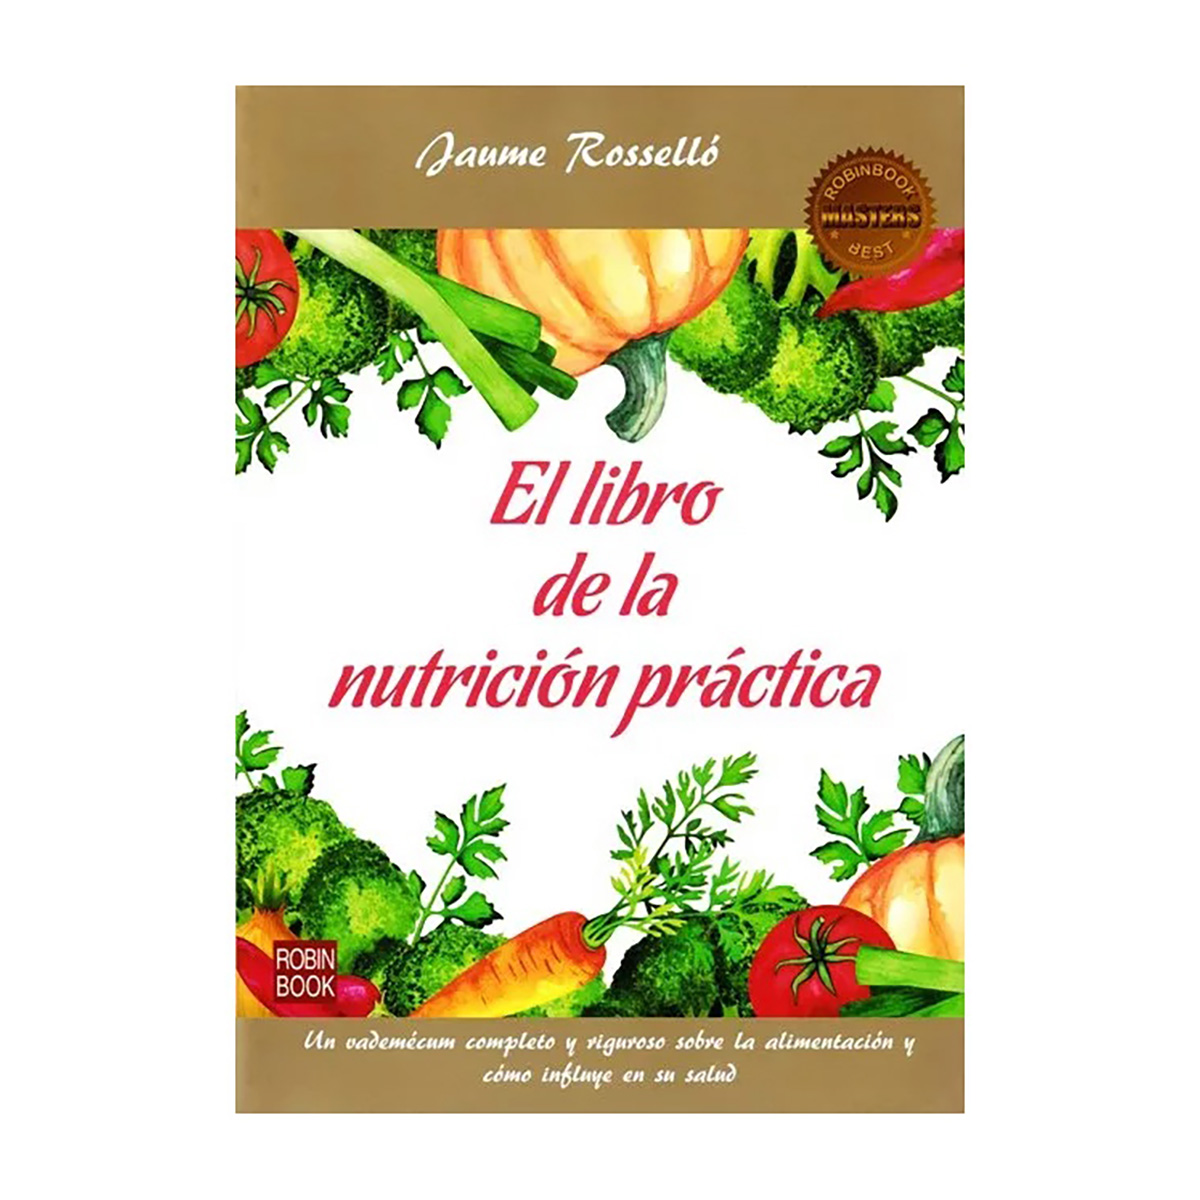 Jaume Rosselló
ROBINBOOK
MASTERS
BEST
El libro
de la
nutrición práctica
ROBIN
BOOK
Un vademécum completo y riguroso sobre la alimentación y
cómo influye en su salud